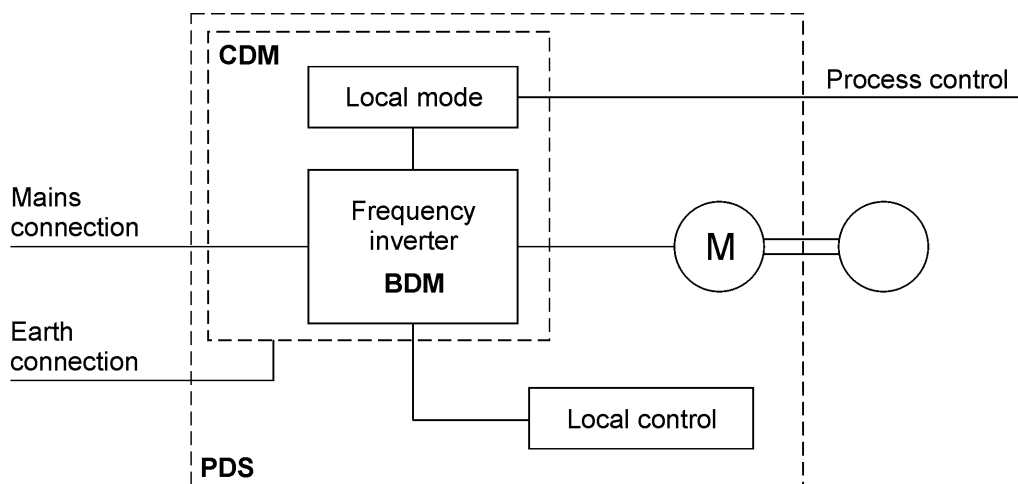 CDM
Local mode
Process control
Mains
connection
Frequency
inverter
BDM
M
Earth
connection
Local control
PDS